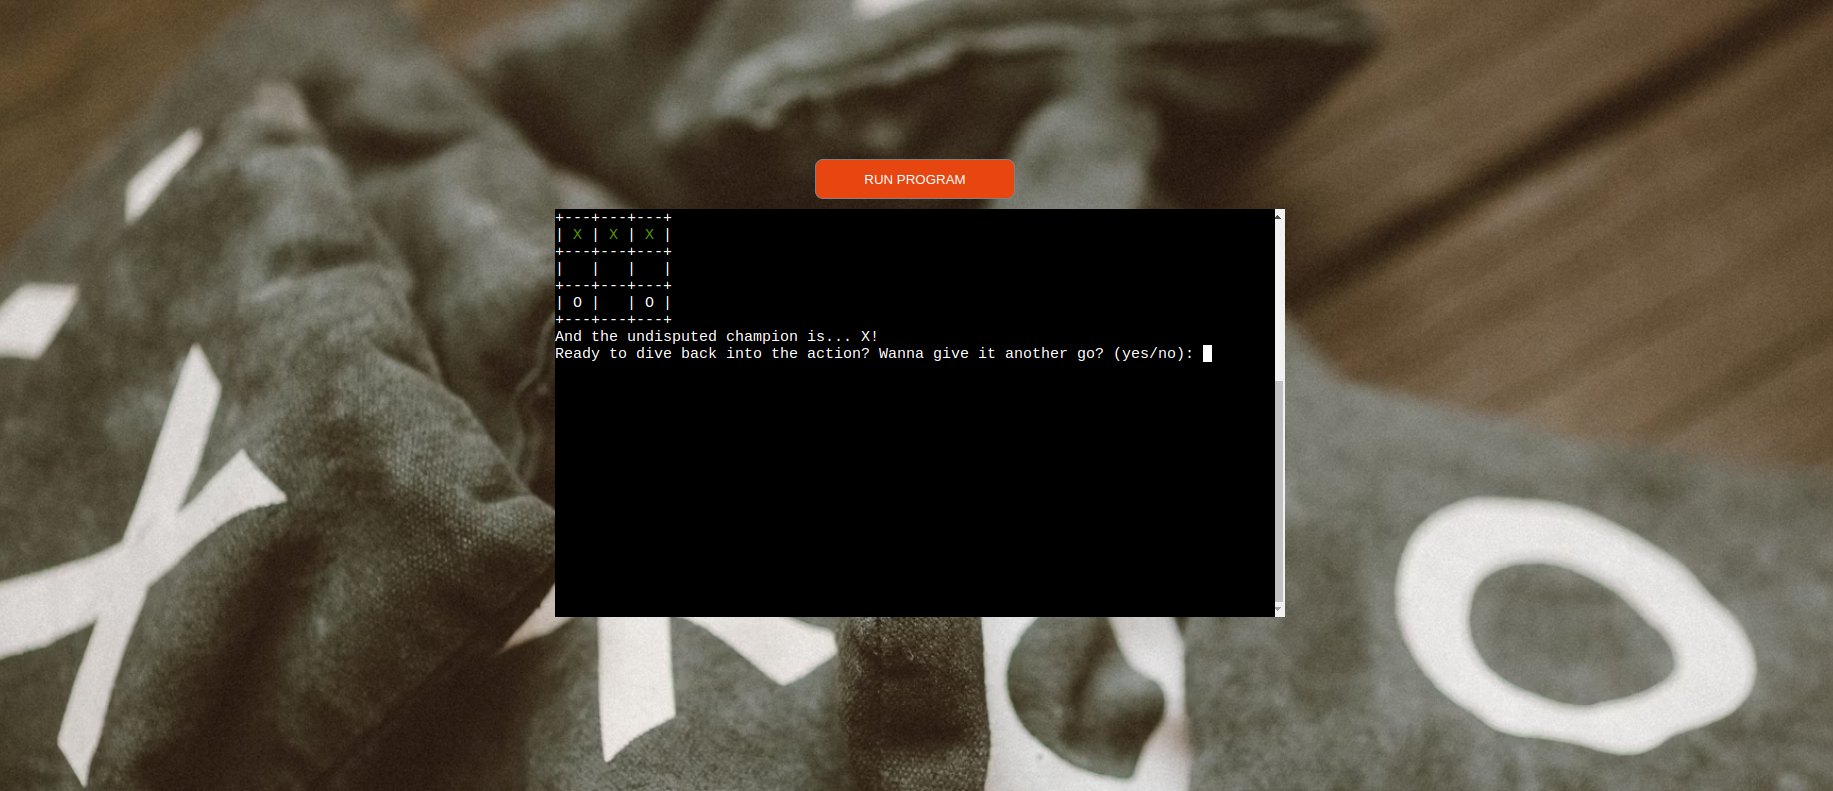 RUN PROGRAM
+---+---+---+
| X | X | X |
+---+---+---+
|   |   |   |
+---+---+---+
| O |   | O |
+---+---+---+
And the undisputed champion is... X!
Ready to dive back into the action? Wanna give it another go? (yes/no):
X
O